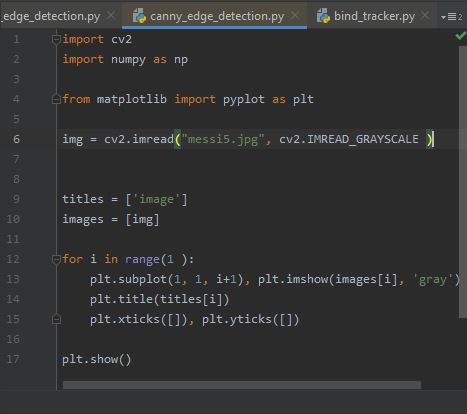 _edge_detection.py × canny_edge_detection.py × bind_tracker.py × 2
1 import cv2
2 import numpy as np
3
4 from matplotlib import pyplot as plt
5
6 img = cv2.imread("messi5.jpg", cv2.IMREAD_GRAYSCALE )
7
8
9 titles = ['image']
10 images = [img]
11
12 for i in range(1 ):
13     plt.subplot(1, 1, i+1), plt.imshow(images[i], 'gray')
14     plt.title(titles[i])
15     plt.xticks([]), plt.yticks([])
16
17 plt.show()